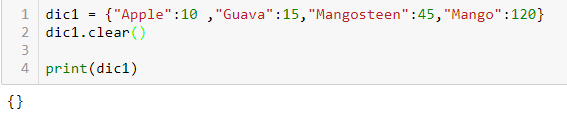 1 dic1 = {"Apple":10 ,"Guava":15,"Mangosteen":45,"Mango":120}
2 dic1.clear()
3
4 print(dic1)
{}